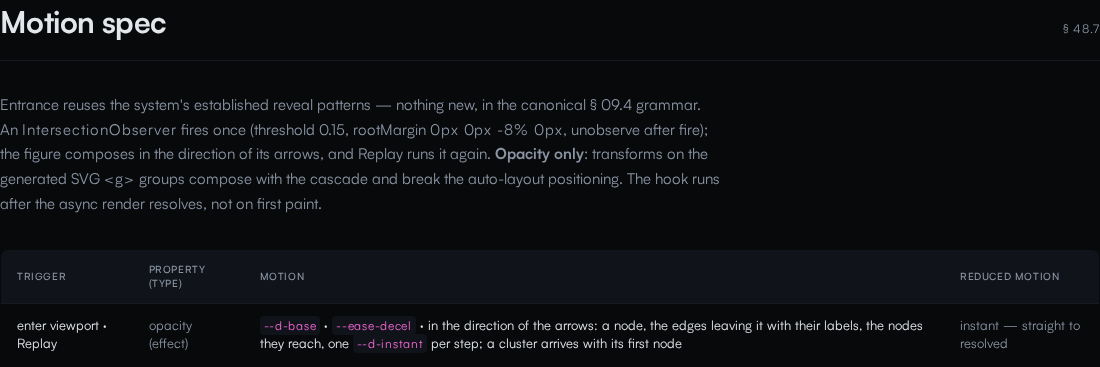 Motion spec
§ 48.7
Entrance reuses the system's established reveal patterns — nothing new, in the canonical § 09.4 grammar.
An IntersectionObserver fires once (threshold 0.15, rootMargin 0px 0px -8% 0px, unobserve after fire);
the figure composes in the direction of its arrows, and Replay runs it again. Opacity only: transforms on the
generated SVG <g> groups compose with the cascade and break the auto-layout positioning. The hook runs
after the async render resolves, not on first paint.
TRIGGER
PROPERTY
(TYPE)
MOTION
REDUCED MOTION
enter viewport ·
Replay
opacity
(effect)
--d-base · --ease-decel · in the direction of the arrows: a node, the edges leaving it with their labels, the nodes
they reach, one --d-instant per step; a cluster arrives with its first node
instant — straight to
resolved